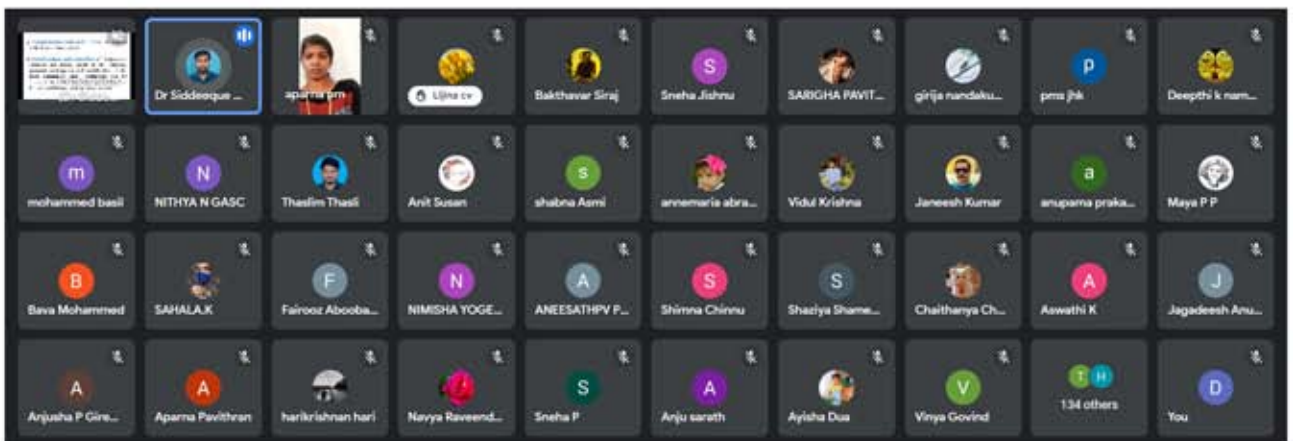 Dr Siddeeque ...
aparna pm
Lijina cv
Bakthavar Siraj
S
Sneha Jishnu
SARIGHA PAVIT...
girija nandaku...
p
pms jhk
Deepthi k nam...
m
mohammed basil
N
NITHYA N GASC
Thaslim Thasli
Anit Susan
s
shabna Asmi
annemaria abra...
Vidul Krishna
Janeesh Kumar
a
anupama praka...
Maya P P
B
Bava Mohammed
SAHALA.K
F
Fairooz Abooba...
N
NIMISHA YOGE...
A
ANEESATHPV P...
S
Shimna Chinnu
S
Shaziya Shame...
Chaithanya Ch...
A
Aswathi K
J
Jagadeesh Anu...
A
Anjusha P Gire...
A
Aparna Pavithran
harikrishnan hari
Navya Raveend...
S
Sneha P
A
Anju sarath
Ayisha Dua
V
Vinya Govind
T H
134 others
D
You